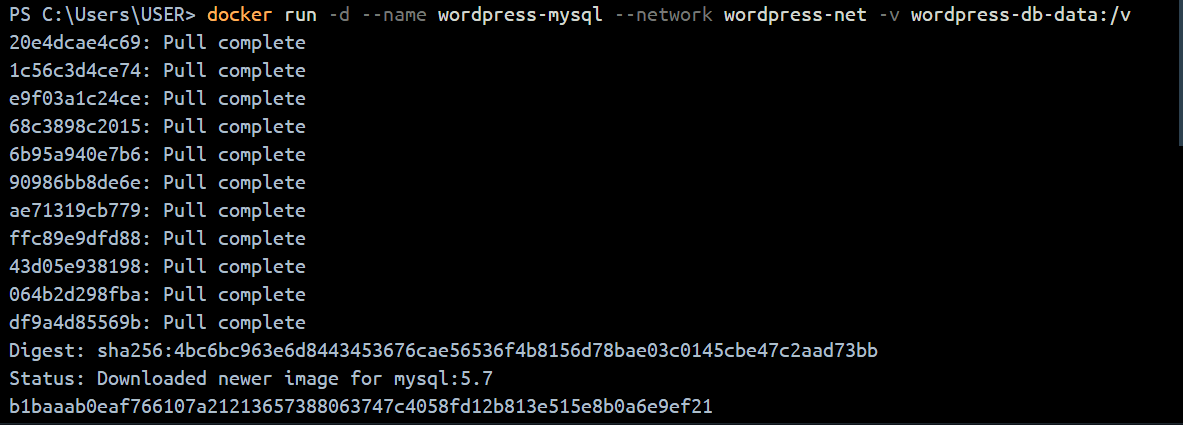 PS C:\Users\USER> docker run -d --name wordpress-mysql --network wordpress-net -v wordpress-db-data:/v
20e4dcae4c69: Pull complete
1c56c3d4ce74: Pull complete
e9f03a1c24ce: Pull complete
68c3898c2015: Pull complete
6b95a940e7b6: Pull complete
90986bb8de6e: Pull complete
ae71319cb779: Pull complete
ffc89e9dfd88: Pull complete
43d05e938198: Pull complete
064b2d298fba: Pull complete
df9a4d85569b: Pull complete
Digest: sha256:4bc6bc963e6d8443453676cae56536f4b8156d78bae03c0145cbe47c2aad73bb
Status: Downloaded newer image for mysql:5.7
b1baaab0eaf766107a21213657388063747c4058fd12b813e515e8b0a6e9ef21